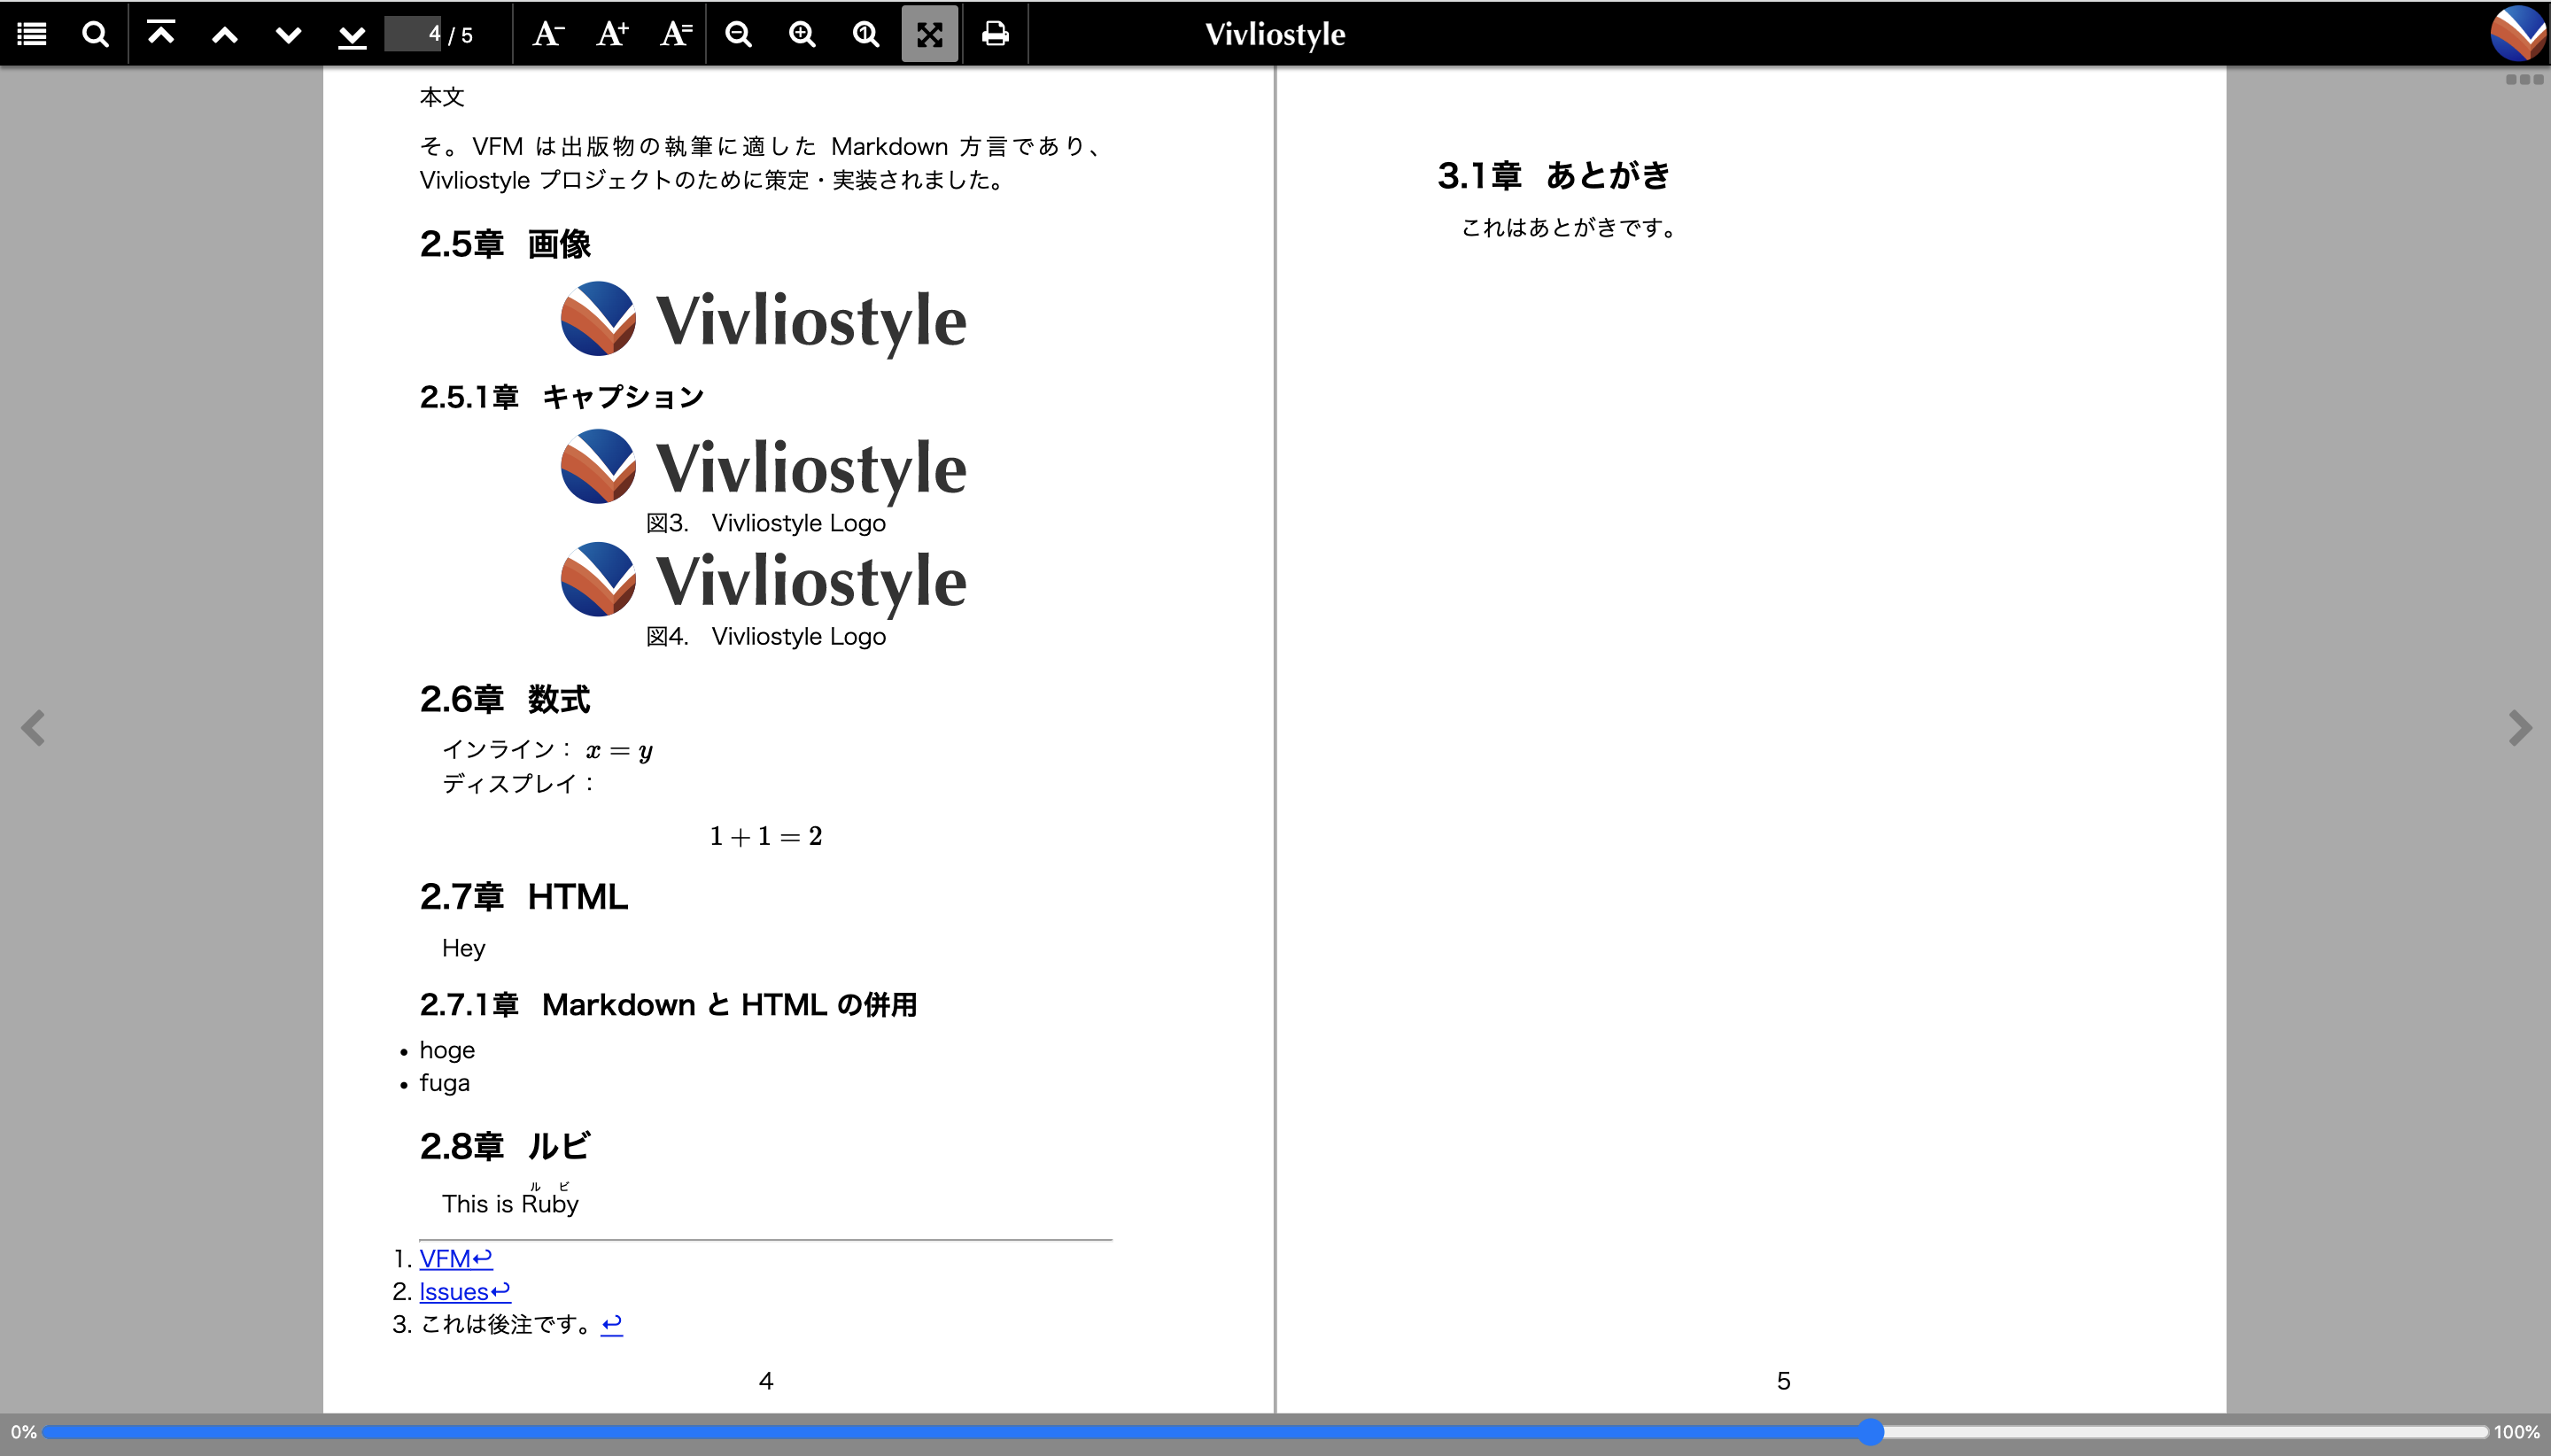 4 / 5
A−
A+
A=
Vivliostyle
本文
そ。VFM は出版物の執筆に適した Markdown 方言であり、
Vivliostyle プロジェクトのために策定・実装されました。
2.5章 画像
Vivliostyle
2.5.1章 キャプション
Vivliostyle
図3. Vivliostyle Logo
Vivliostyle
図4. Vivliostyle Logo
2.6章 数式
インライン： x = y
ディスプレイ：
1 + 1 = 2
2.7章 HTML
Hey
2.7.1章 Markdown と HTML の併用
• hoge
• fuga
2.8章 ルビ
ルビ
This is Ruby
1. VFM↩
2. Issues↩
3. これは後注です。↩
4
3.1章 あとがき
これはあとがきです。
5
0%
100%